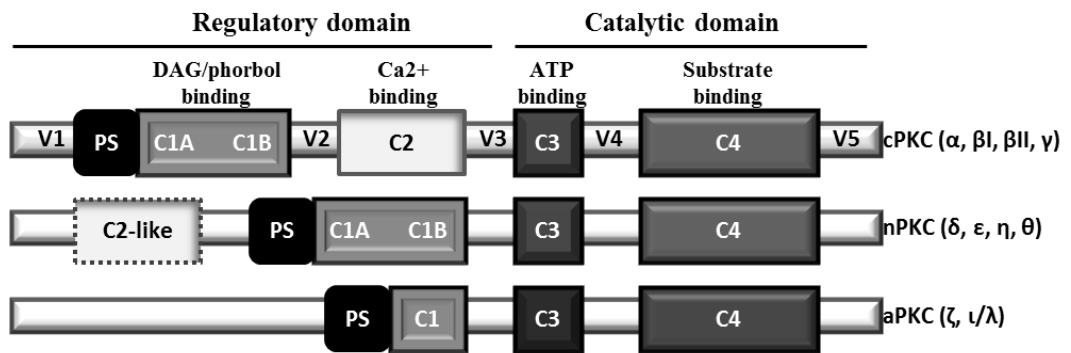 Regulatory domain
Catalytic domain
DAG/phorbol
binding
Ca2+
binding
ATP
binding
Substrate
binding
V1 PS C1A C1B V2 C2 V3 C3 V4 C4 V5 cPKC (α, βI, βII, γ)
C2-like PS C1A C1B C3 C4 nPKC (δ, ε, η, θ)
PS C1 C3 C4 aPKC (ζ, ι/λ)